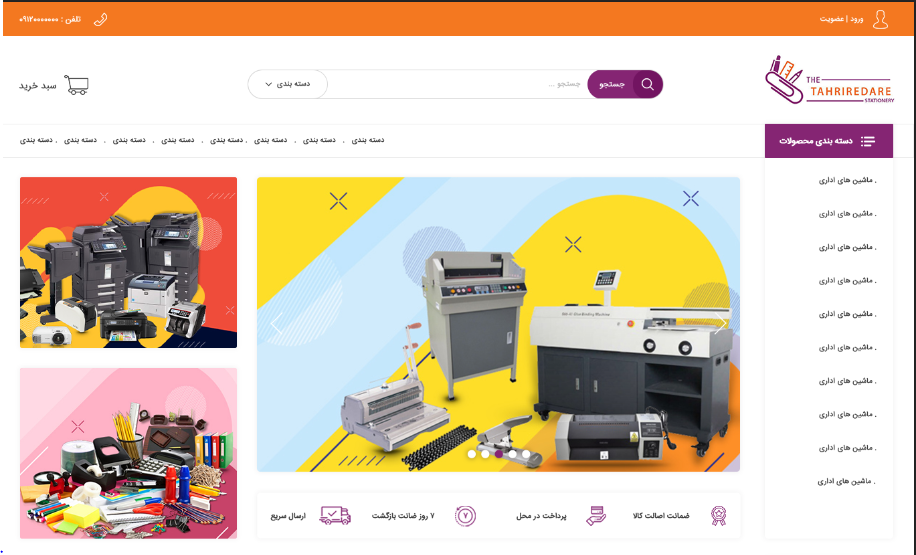 ورود | عضویت
تلفن : ۰۹۱۲۰۰۰۰۰۰۰
THE
TAHRIREDARE
STATIONERY
جستجو
جستجو ...
دسته بندی
سبد خرید
دسته بندی محصولات
دسته بندی . دسته بندی . دسته بندی . دسته بندی . دسته بندی . دسته بندی . دسته بندی . دسته بندی
. ماشین های اداری
. ماشین های اداری
. ماشین های اداری
. ماشین های اداری
. ماشین های اداری
. ماشین های اداری
. ماشین های اداری
. ماشین های اداری
. ماشین های اداری
. ماشین های اداری
ضمانت اصالت کالا
پرداخت در محل
۷ روز ضمانت بازگشت
ارسال سریع